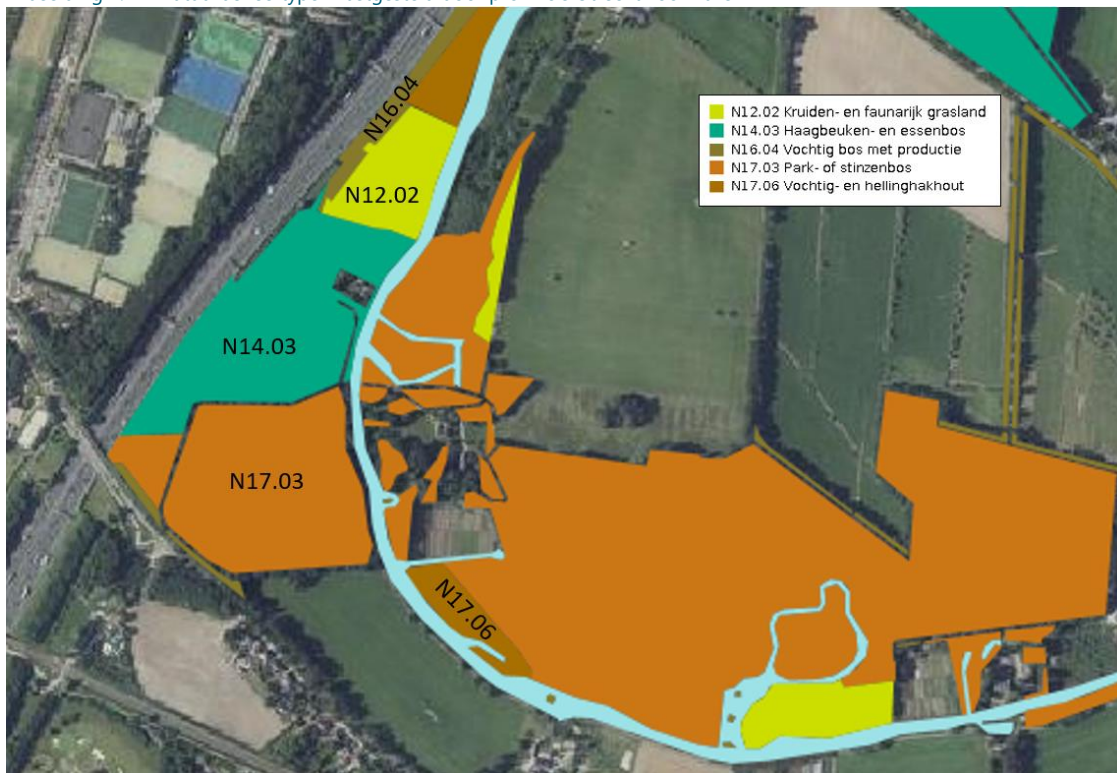 N12.02 Kruiden- en faunarijk grasland
N14.03 Haagbeuken- en essenbos
N16.04 Vochtig bos met productie
N17.03 Park- of stinzenbos
N17.06 Vochtig- en hellinghakhout
N16.04
N12.02
N14.03
N17.03
N17.06